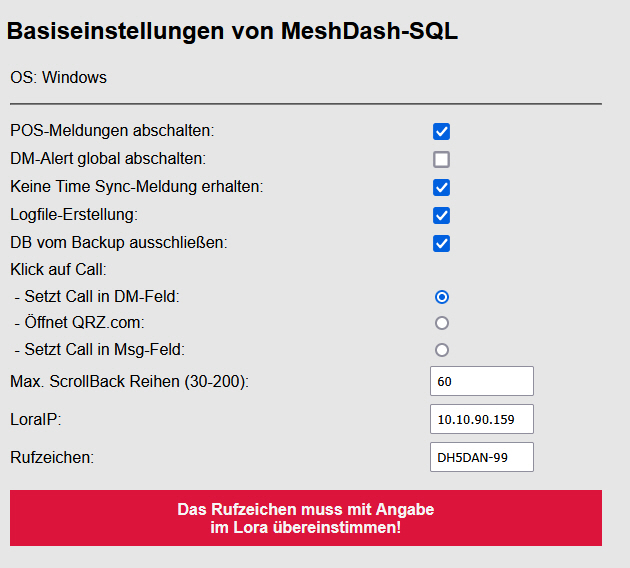 Basiseinstellungen von MeshDash-SQL
OS: Windows
POS-Meldungen abschalten:
DM-Alert global abschalten:
Keine Time Sync-Meldung erhalten:
Logfile-Erstellung:
DB vom Backup ausschließen:
Klick auf Call:
- Setzt Call in DM-Feld:
- Öffnet QRZ.com:
- Setzt Call in Msg-Feld:
Max. ScrollBack Reihen (30-200): 60
LoraIP: 10.10.90.159
Rufzeichen: DH5DAN-99
Das Rufzeichen muss mit Angabe
im Lora übereinstimmen!